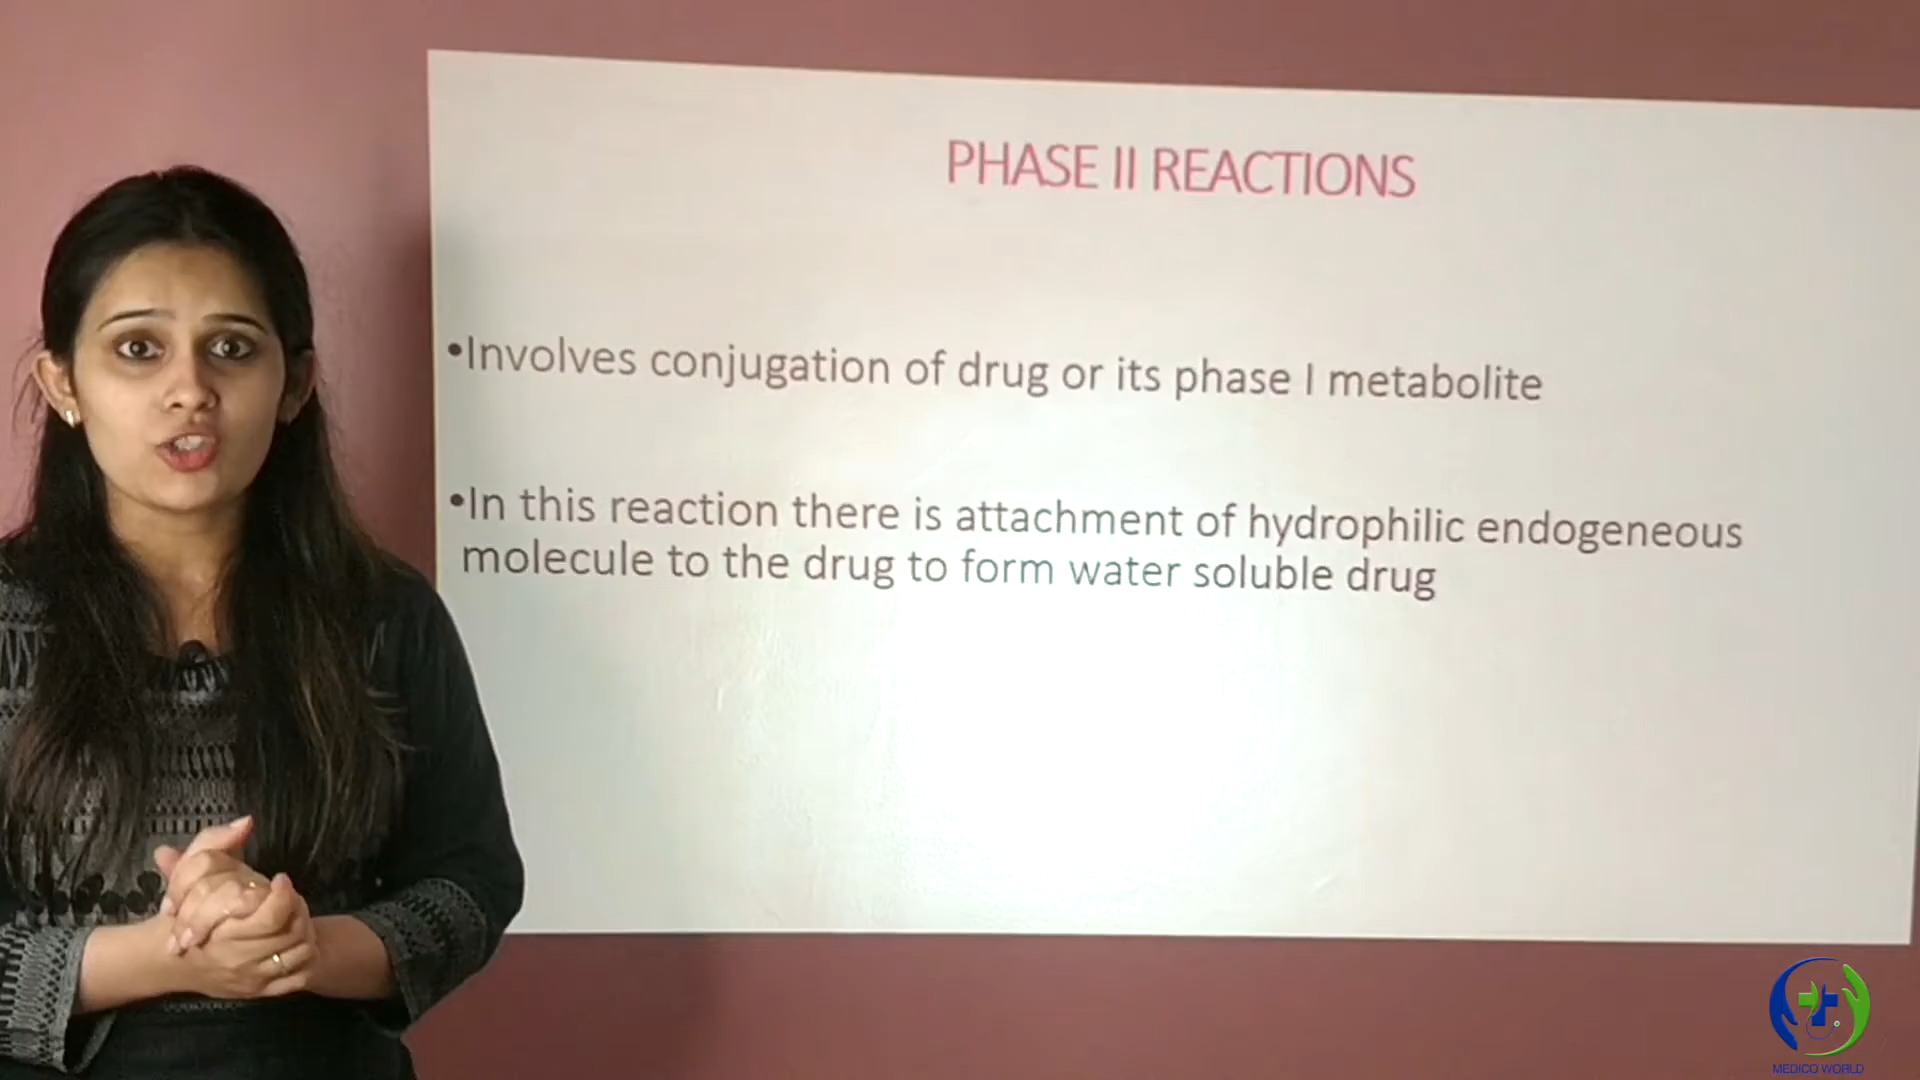 PHASE II REACTIONS
•Involves conjugation of drug or its phase I metabolite
•In this reaction there is attachment of hydrophilic endogeneous
molecule to the drug to form water soluble drug
MEDICO WORLD